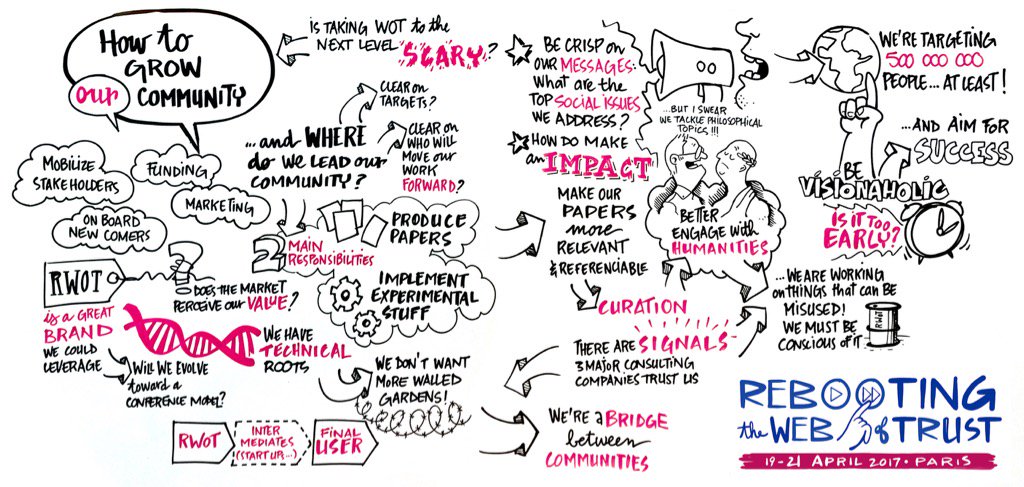 How to
GROW
our COMMUNITY
IS TAKING WOT to the
NEXT LEVEL SCARY?
MOBILIZE
STAKEHOLDERS
FUNDING
MARKETING
ON BOARD
NEW COMERS
...and WHERE
do we LEAD our
COMMUNITY?
CLEAR on
TARGETS?
CLEAR on
WHO WILL
MOVE our
WORK
FORWARD?
2 MAIN
RESPONSIBILITIES
PRODUCE
PAPERS
IMPLEMENT
EXPERIMENTAL
STUFF
RWOT
is a GREAT
BRAND
WE COULD
LEVERAGE
?
DOES THE MARKET
PERCEIVE our VALUE?
WILL WE EVOLVE
toward a
CONFERENCE MODEL?
WE HAVE
TECHNICAL
ROOTS
WE DON'T WANT
MORE WALLED
GARDENS!
RWOT
INTER
MEDIATES
(START UP...)
FINAL
USER
BE CRISP on
our MESSAGES:
What are the
TOP SOCIAL ISSUES
WE ADDRESS?
HOW DO MAKE
an IMPACT
MAKE OUR
PAPERS
more
RELEVANT
& REFERENCIABLE
CURATION
THERE ARE SIGNALS
3 MAJOR CONSULTING
COMPANIES TRUST US
WE'RE a BRIDGE
between
COMMUNITIES
...BUT I SWEAR
WE TACKLE PHILOSOPHICAL
TOPICS!!!
BETTER
ENGAGE with
HUMANITIES
WE'RE TARGETING
500 000 000
PEOPLE... AT LEAST!
...AND AIM FOR
SUCCESS
BE
VISIONAHOLIC
IS IT TOO
EARLY?
...WE ARE WORKING
on THINGS that CAN BE
MISUSED!
WE MUST BE
CONSCIOUS OF IT
RWOT
REBOOTING
the WEB of TRUST
19-21 APRIL 2017 • PARIS